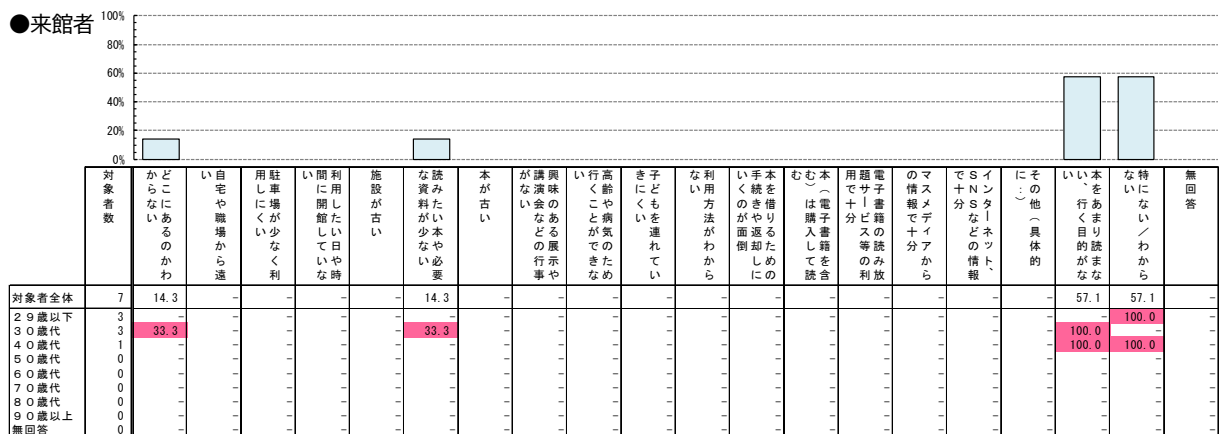 ●来館者
100%
80%
60%
40%
20%
0%
対象者数
どこにあるのかわ
からない
自宅や職場から遠
い
駐車場が少なく利
用しにくい
利用したい日や時
間に開館していな
い
施設が古い
読みたい本や必要
な資料が少ない
本が古い
興味のある展示や
講演会などの行事
がない
高齢や病気のため
行くことができな
い
子どもを連れてい
きにくい
利用方法がわから
ない
本を借りるための
手続きや返却しに
いくのが面倒
本（電子書籍を含
む）は購入して読
む
電子書籍の読み放
題サービス等の利
用で十分
マスメディアから
の情報で十分
インターネット、
ＳＮＳなどの情報
で十分
その他（具体的
に：）
本をあまり読まな
い、行く目的がな
い
特にない／わから
ない
無回答
対象者全体 7 14.3 － － － － 14.3 － － － － － － － － － － － 57.1 57.1 －
２９歳以下 3 － － － － － － － － － － － － － － － － － － 100.0 －
３０歳代 3 33.3 － － － － 33.3 － － － － － － － － － － － 100.0 － －
４０歳代 1 － － － － － － － － － － － － － － － － － 100.0 100.0 －
５０歳代 0 － － － － － － － － － － － － － － － － － － － －
６０歳代 0 － － － － － － － － － － － － － － － － － － － －
７０歳代 0 － － － － － － － － － － － － － － － － － － － －
８０歳代 0 － － － － － － － － － － － － － － － － － － － －
９０歳以上 0 － － － － － － － － － － － － － － － － － － － －
無回答 0 － － － － － － － － － － － － － － － － － － － －